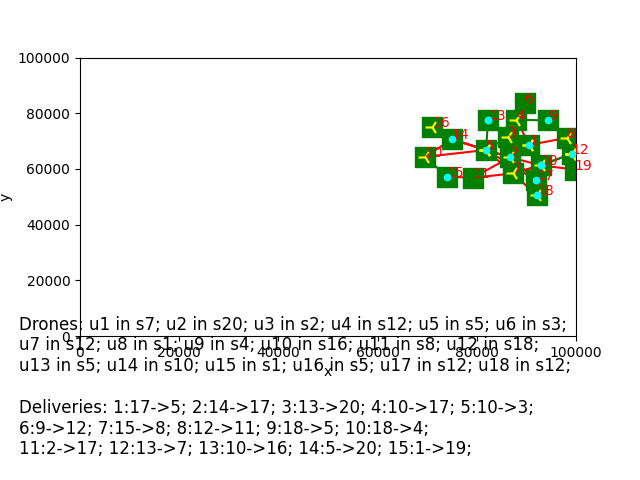 100000
80000
60000
40000
20000
0
y
0 20000 40000 60000 80000 100000
x
6
14
12
19
Drones: u1 in s7; u2 in s20; u3 in s2; u4 in s12; u5 in s5; u6 in s3;
u7 in s12; u8 in s1; u9 in s4; u10 in s16; u11 in s8; u12 in s18;
u13 in s5; u14 in s10; u15 in s1; u16 in s5; u17 in s12; u18 in s12;
Deliveries: 1:17->5; 2:14->17; 3:13->20; 4:10->17; 5:10->3;
6:9->12; 7:15->8; 8:12->11; 9:18->5; 10:18->4;
11:2->17; 12:13->7; 13:10->16; 14:5->20; 15:1->19;